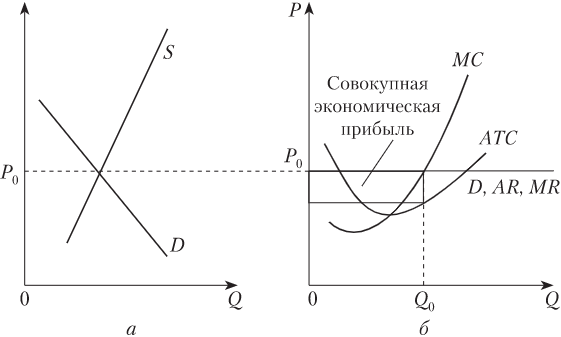 S
P₀
D
0
Q
а
P
MC
Совокупная
экономическая
прибыль
ATC
P₀
D, AR, MR
0
Q₀
Q
б